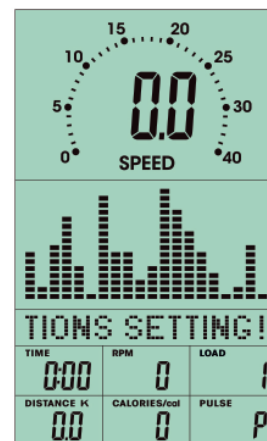 15 20
10 25
5 0.0 30
0 SPEED 40
TIONS SETTING!
TIME RPM LOAD
0:00 0 1
DISTANCE K CALORIES/cal PULSE
0.0 0 P